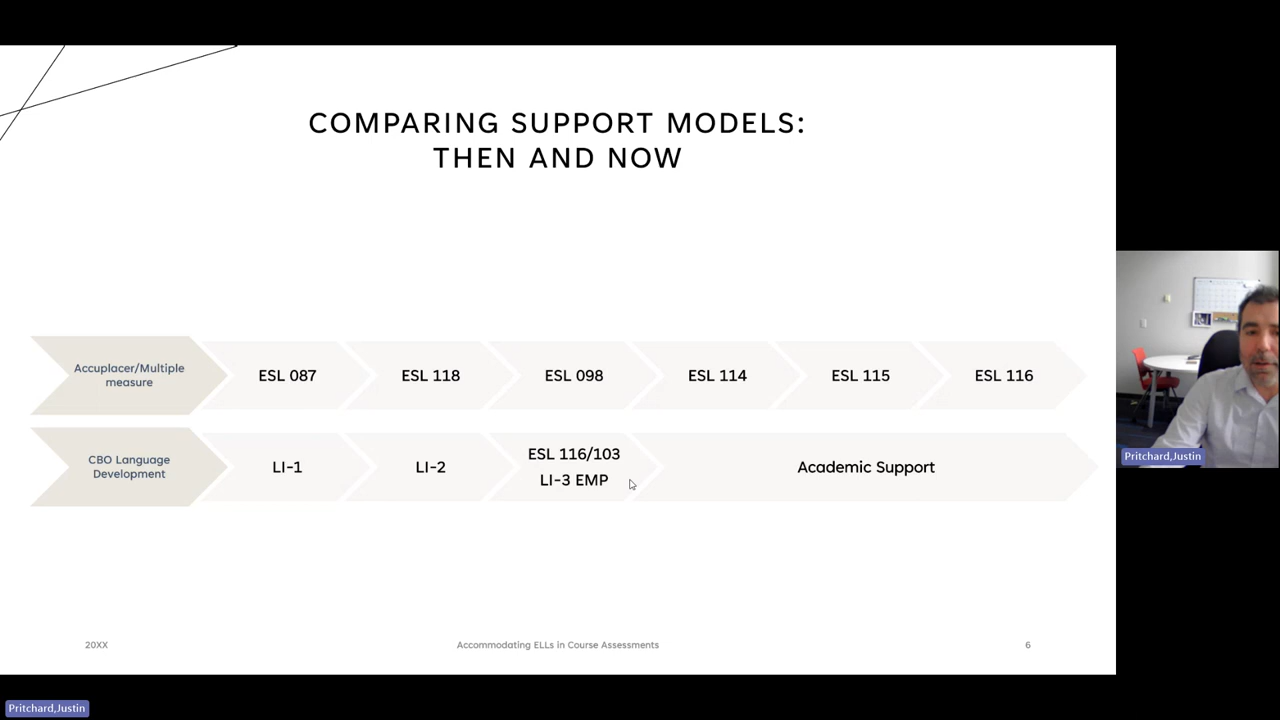 COMPARING SUPPORT MODELS:
THEN AND NOW
Accuplacer/Multiple
measure
ESL 087
ESL 118
ESL 098
ESL 114
ESL 115
ESL 116
CBO Language
Development
LI-1
LI-2
ESL 116/103
LI-3 EMP
Academic Support
20XX
Accommodating ELLs in Course Assessments
6
Pritchard,Justin
Pritchard,Justin